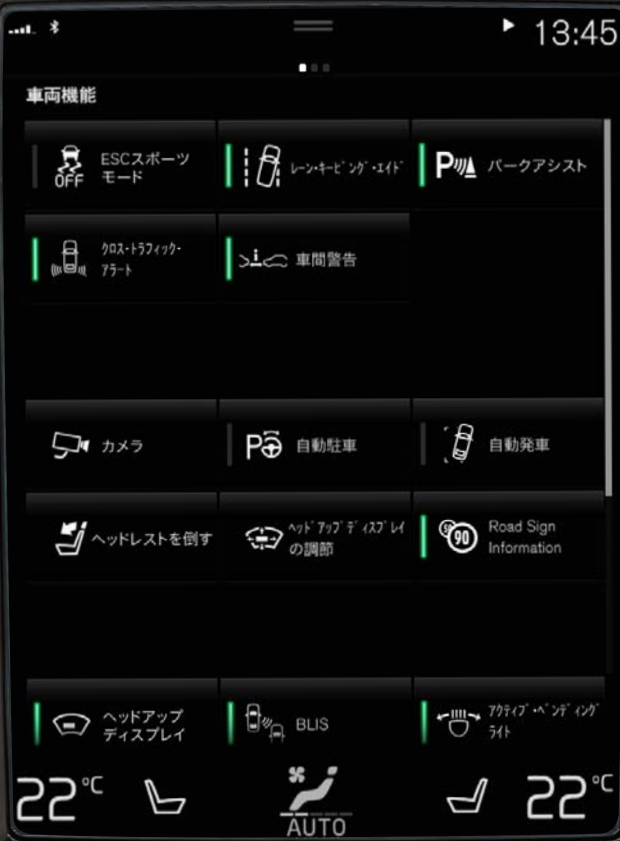 13:45
車両機能
OFF
ESCスポーツ
モード
レーン・キーピング・エイド
P
パークアシスト
クロス・トラフィック・
アラート
車間警告
カメラ
P
自動駐車
自動発車
ヘッドレストを倒す
ヘッドアップディスプレイ
の調節
50
90
Road Sign
Information
ヘッドアップ
ディスプレイ
BLIS
アクティブ・ベンディング
ライト
22°C
AUTO
22°C